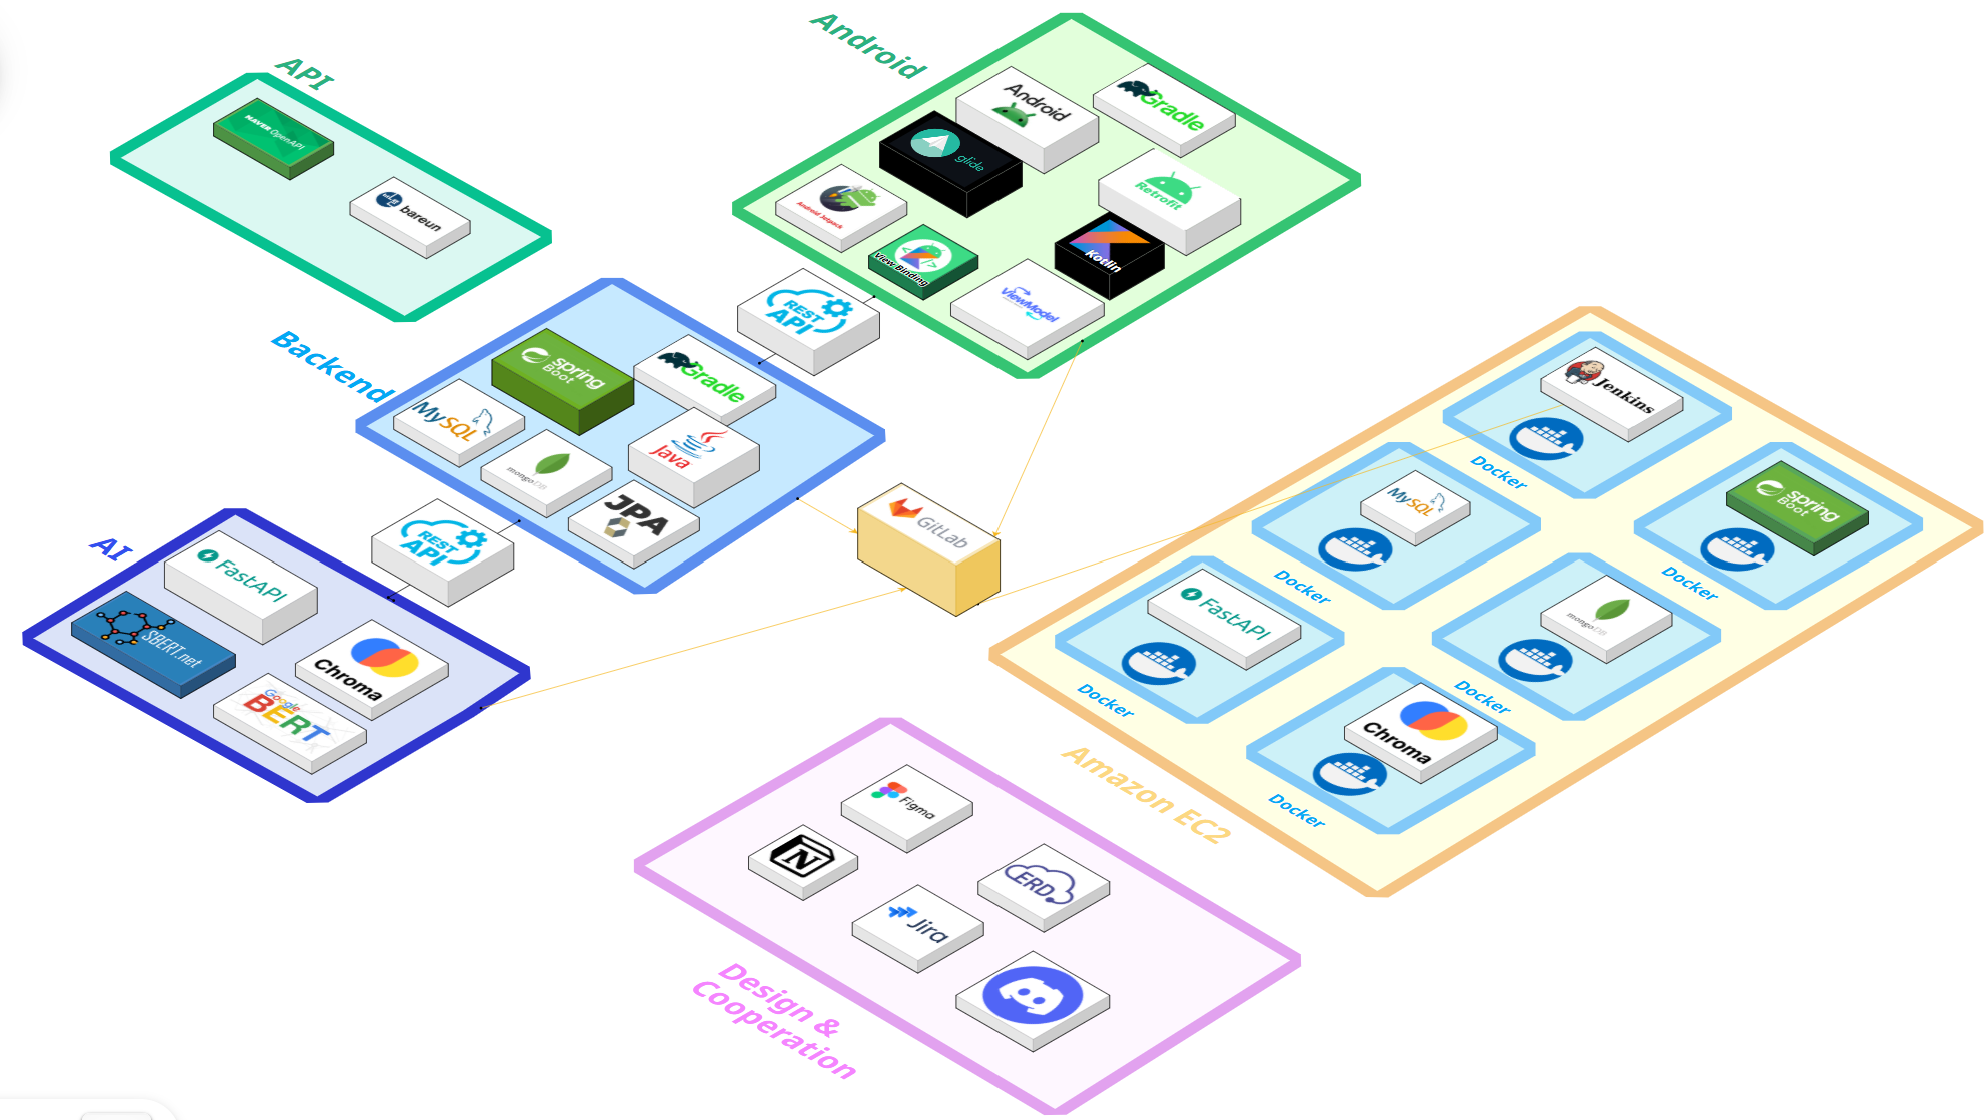 API
NAVER OpenAPI
bareun
Android
Android
Gradle
glide
Retrofit
Android Jetpack
View Binding
Kotlin
ViewModel
REST
API
Backend
spring
Boot
Gradle
MySQL
Java
mongoDB
JPA
REST
API
AI
FastAPI
SBERT.net
Chroma
Google
BERT
GitLab
Amazon EC2
Jenkins
Docker
MySQL
Docker
spring
Boot
Docker
FastAPI
Docker
mongoDB
Docker
Chroma
Docker
Design &
Cooperation
Figma
N
ERD
Jira